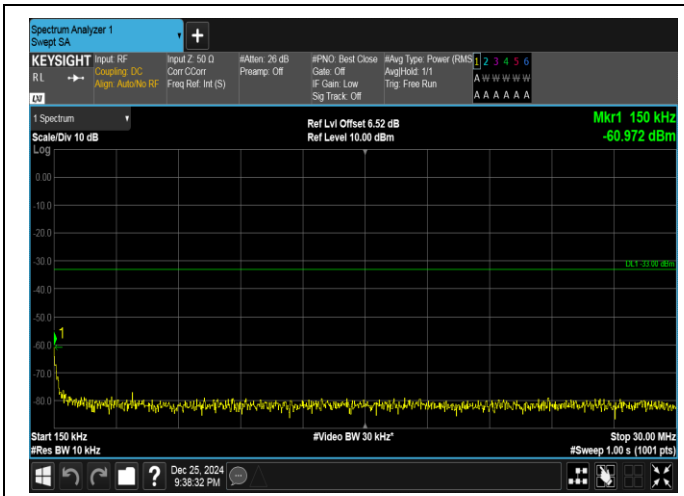 Spectrum Analyzer 1
Swept SA
+
KEYSIGHT Input: RF Input Z: 50 Ω #Atten: 26 dB #PNO: Best Close #Avg Type: Power (RMS 1 2 3 4 5 6
R L Coupling: DC Corr CCorr Preamp: Off Gate: Off Avg|Hold: 1/1 A W W W W W
Align: Auto/No RF Freq Ref: Int (S) IF Gain: Low Trig: Free Run
LXI Sig Track: Off A A A A A A
1 Spectrum Ref Lvl Offset 6.52 dB Mkr1 150 kHz
Scale/Div 10 dB Ref Level 10.00 dBm -60.972 dBm
Log
0.00
-10.0
-20.0
-30.0 DL1 -33.00 dBm
-40.0
-50.0
1
-60.0
-70.0
-80.0
Start 150 kHz #Video BW 30 kHz* Stop 30.00 MHz
#Res BW 10 kHz #Sweep 1.00 s (1001 pts)
? Dec 25, 2024
9:38:32 PM